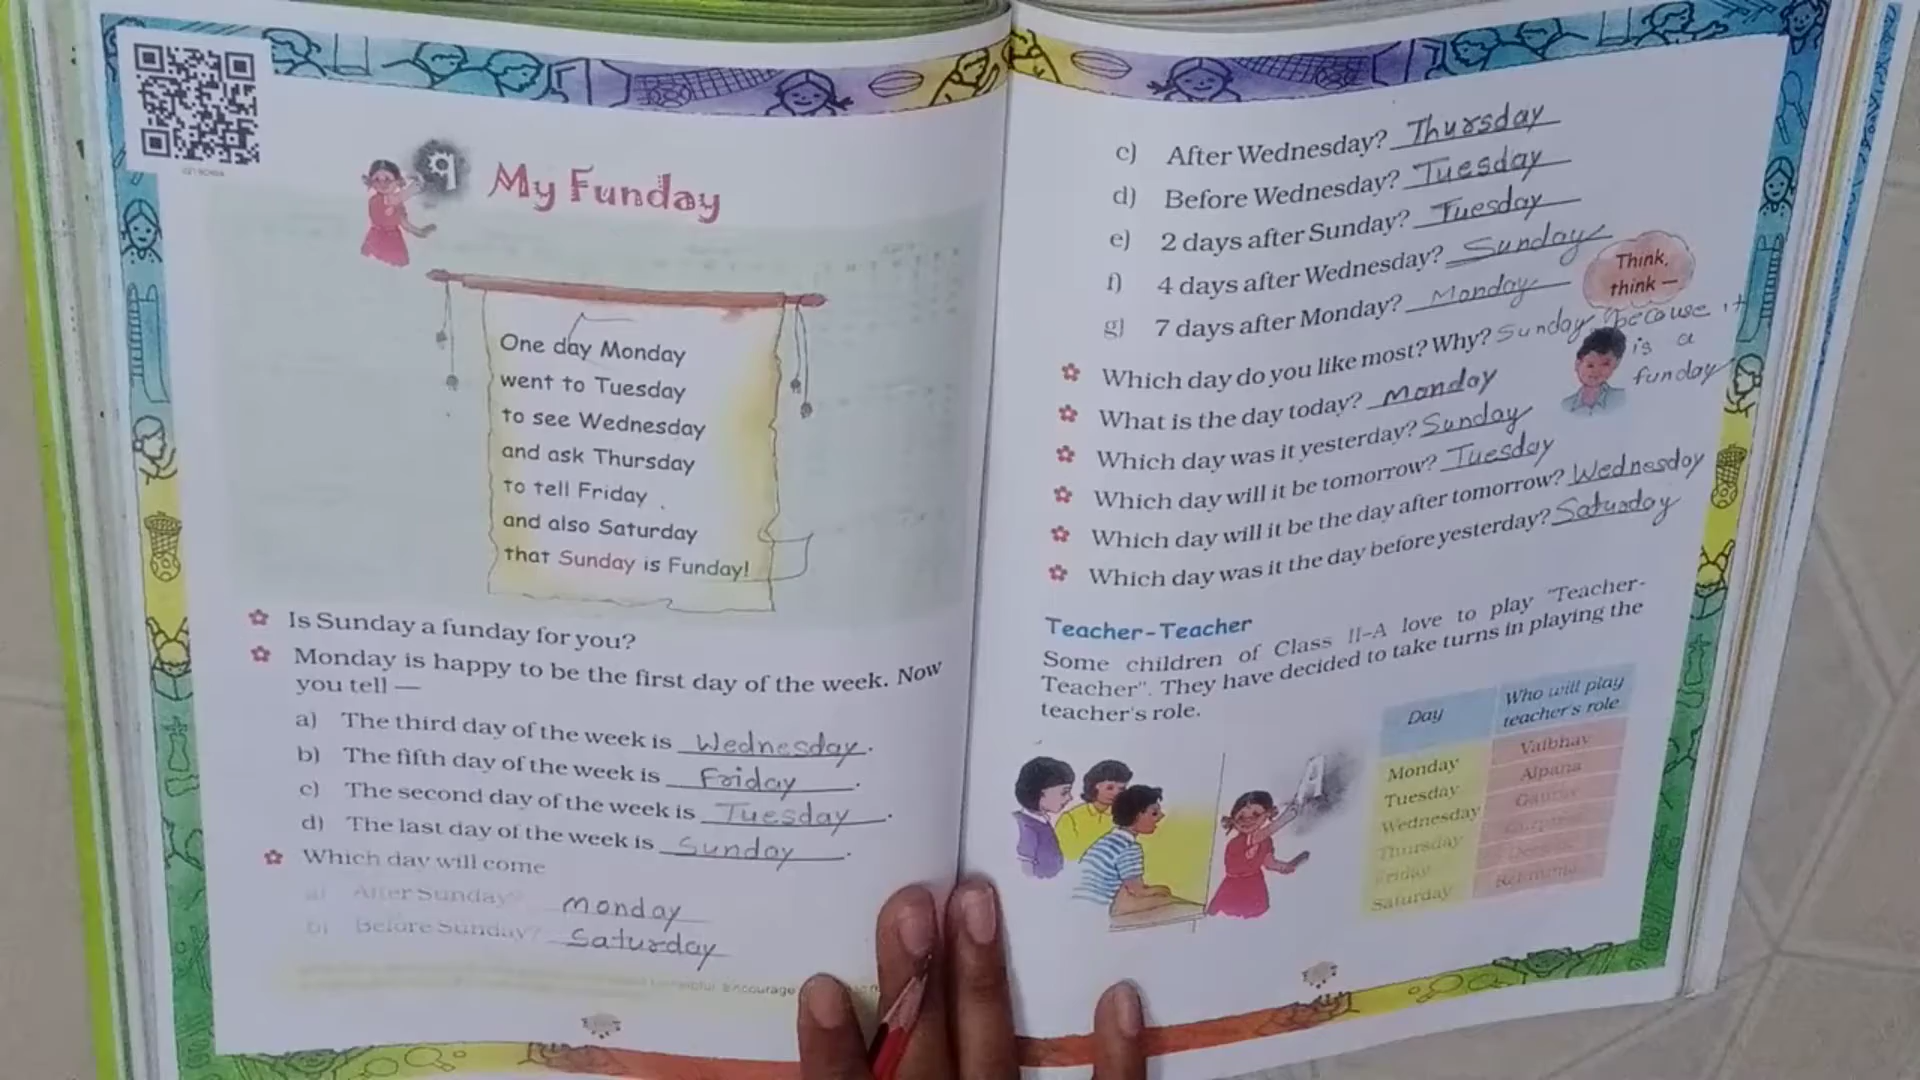 9 My Funday
One day Monday
went to Tuesday
to see Wednesday
and ask Thursday
to tell Friday
and also Saturday
that Sunday is Funday!
Is Sunday a funday for you?
Monday is happy to be the first day of the week. Now
you tell —
a) The third day of the week is Wednesday.
b) The fifth day of the week is Friday.
c) The second day of the week is Tuesday.
d) The last day of the week is Sunday.
Which day will come
a) After Sunday? Monday
b) Before Sunday? Saturday
Encourage
c) After Wednesday? Thursday
d) Before Wednesday? Tuesday
e) 2 days after Sunday? Tuesday
f) 4 days after Wednesday? Sunday
g) 7 days after Monday? Monday
Think,
think —
Which day do you like most? Why? Sunday, because it
is a
funday
What is the day today? Monday
Which day was it yesterday? Sunday
Which day will it be tomorrow? Tuesday
Which day will it be the day after tomorrow? Wednesday
Which day was it the day before yesterday? Saturday
Teacher-Teacher
Some children of Class II-A love to play "Teacher-
Teacher". They have decided to take turns in playing the
teacher's role.
Day Who will play
teacher's role
Monday Vaibhav
Tuesday Alpana
Wednesday
Thursday
Friday
Saturday